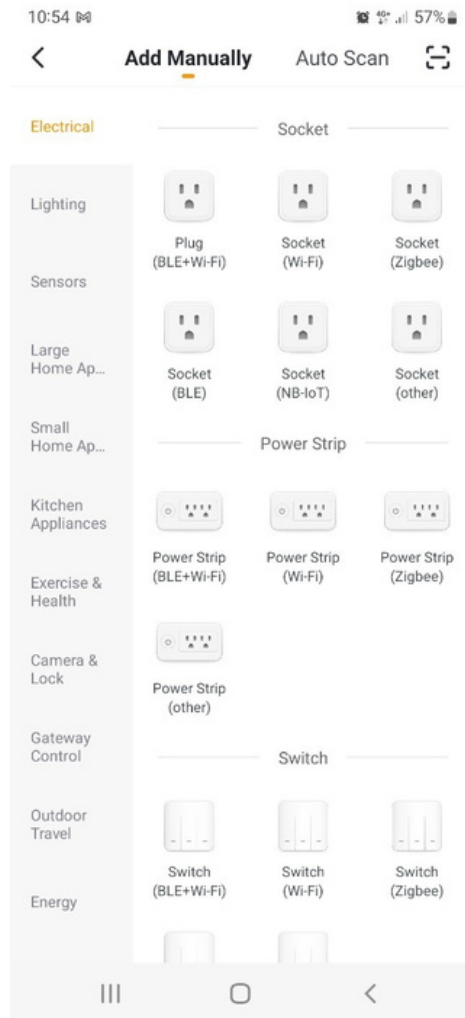 10:54 57%
Add Manually Auto Scan
Electrical
Lighting
Sensors
Large
Home Ap...
Small
Home Ap...
Kitchen
Appliances
Exercise &
Health
Camera &
Lock
Gateway
Control
Outdoor
Travel
Energy
Socket
Plug
(BLE+Wi-Fi)
Socket
(Wi-Fi)
Socket
(Zigbee)
Socket
(BLE)
Socket
(NB-IoT)
Socket
(other)
Power Strip
Power Strip
(BLE+Wi-Fi)
Power Strip
(Wi-Fi)
Power Strip
(Zigbee)
Power Strip
(other)
Switch
Switch
(BLE+Wi-Fi)
Switch
(Wi-Fi)
Switch
(Zigbee)